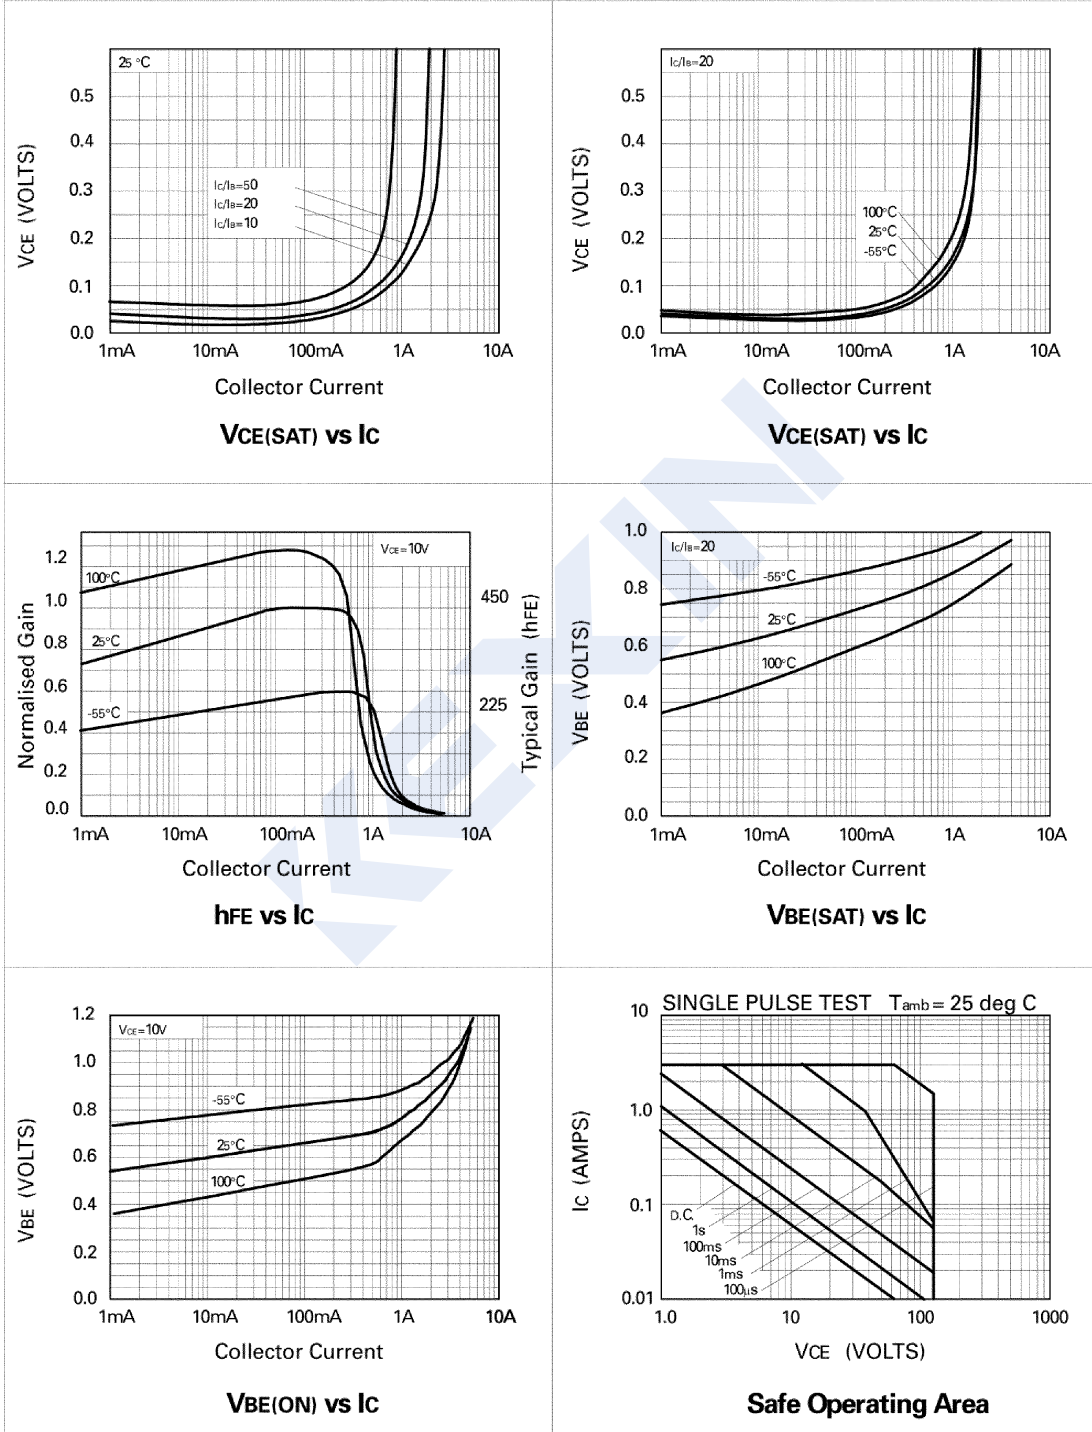 25 °C
VCE (VOLTS)
0.5
0.4
0.3
0.2
0.1
0.0
IC/IB=50
IC/IB=20
IC/IB=10
1mA 10mA 100mA 1A 10A
Collector Current
VCE(SAT) vs IC
IC/IB=20
VCE (VOLTS)
0.5
0.4
0.3
0.2
0.1
0.0
100°C
25°C
-55°C
1mA 10mA 100mA 1A 10A
Collector Current
VCE(SAT) vs IC
VCE=10V
Normalised Gain
1.2
1.0
0.8
0.6
0.4
0.2
0.0
100°C
25°C
-55°C
450
225
Typical Gain (hFE)
1mA 10mA 100mA 1A 10A
Collector Current
hFE vs IC
IC/IB=20
VBE (VOLTS)
1.0
0.8
0.6
0.4
0.2
0.0
-55°C
25°C
100°C
1mA 10mA 100mA 1A 10A
Collector Current
VBE(SAT) vs IC
KEXIN
VCE=10V
VBE (VOLTS)
1.2
1.0
0.8
0.6
0.4
0.2
0.0
-55°C
25°C
100°C
1mA 10mA 100mA 1A 10A
Collector Current
VBE(ON) vs IC
SINGLE PULSE TEST Tamb = 25 deg C
IC (AMPS)
10
1.0
0.1
0.01
D.C.
1s
100ms
10ms
1ms
100µs
1.0 10 100 1000
VCE (VOLTS)
Safe Operating Area